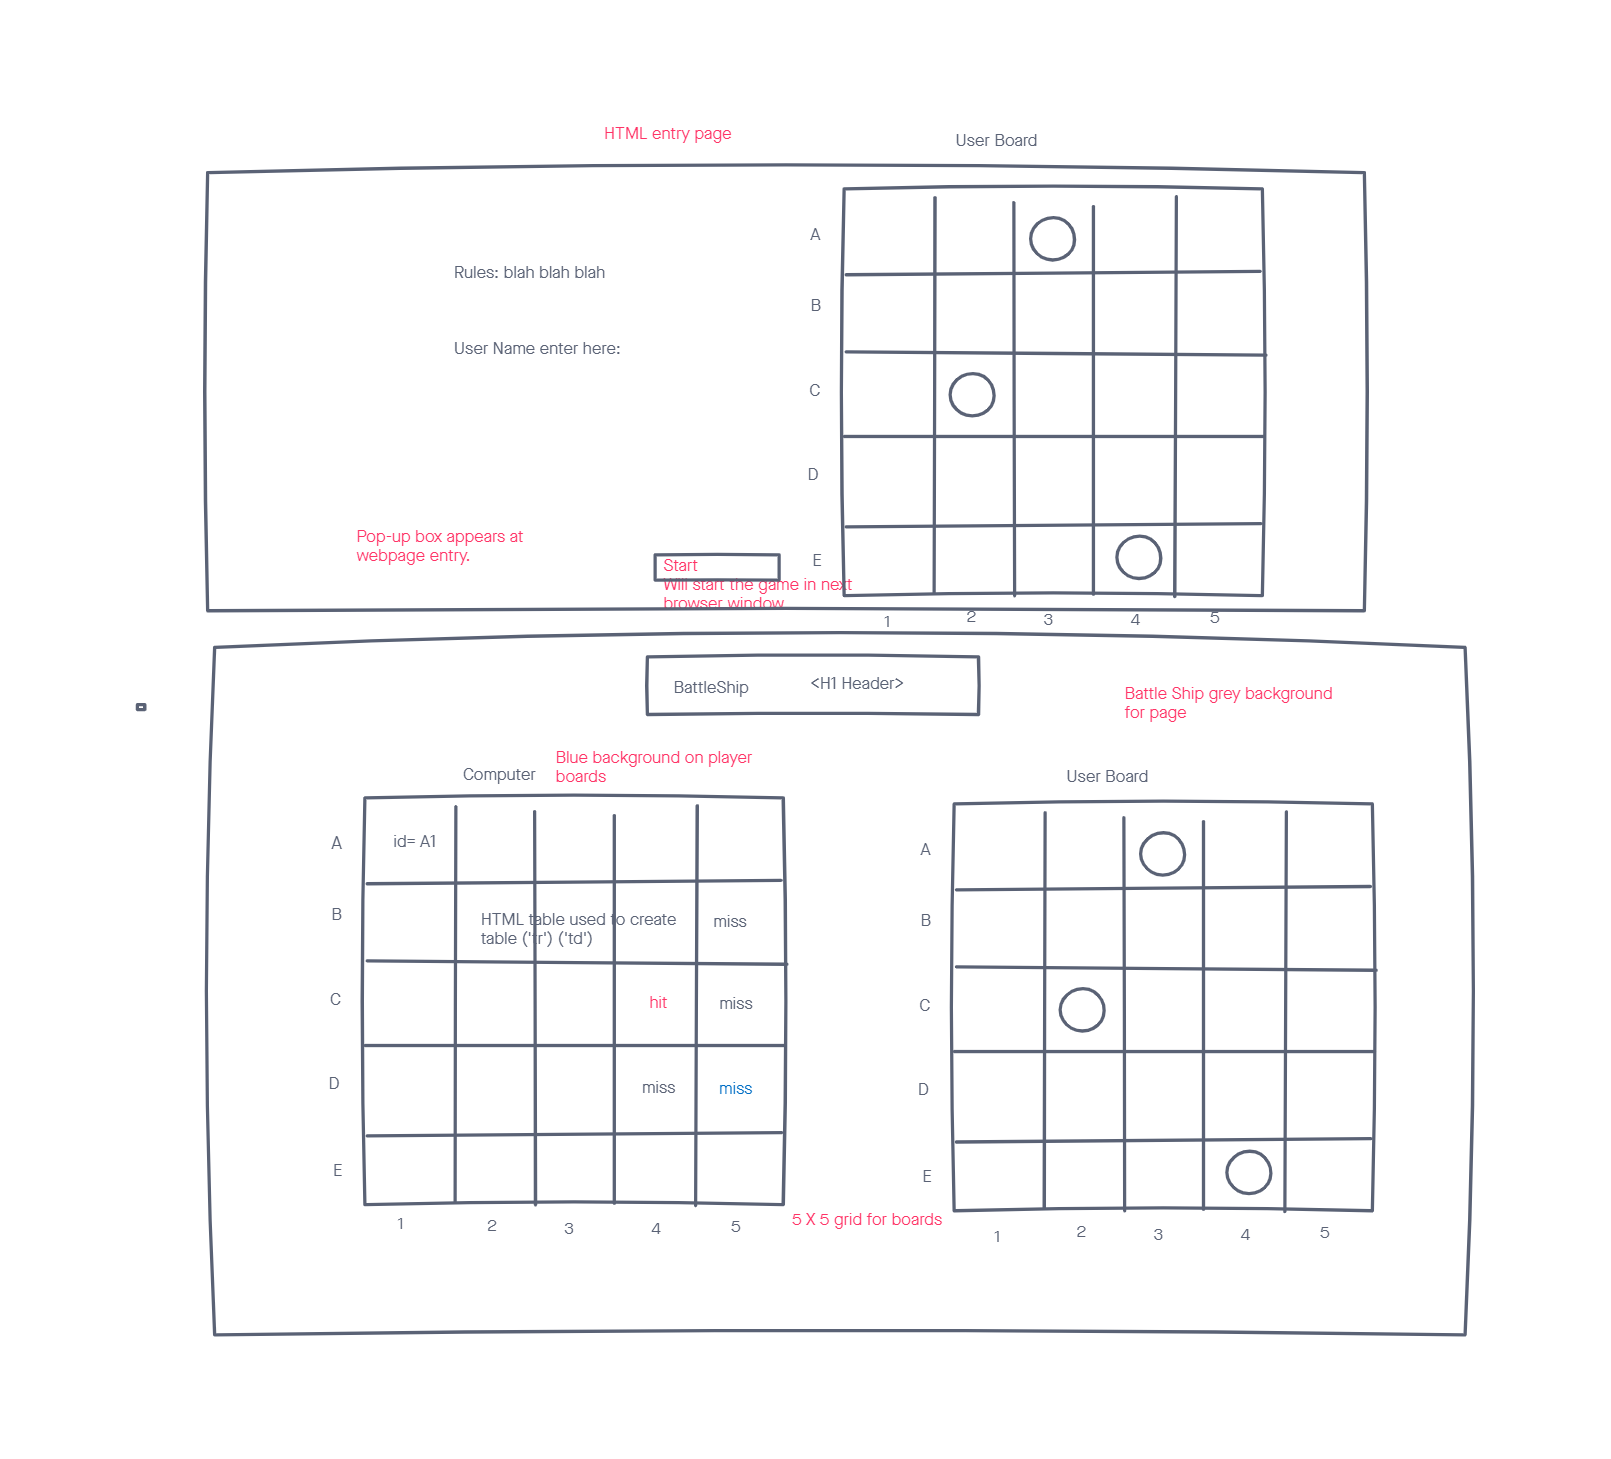 HTML entry page
User Board
A
Rules: blah blah blah
B
User Name enter here:
C
D
Pop-up box appears at
webpage entry.
E
Start
Will start the game in next
browser window
1 2 3 4 5
BattleShip <H1 Header>
Battle Ship grey background
for page
Blue background on player
boards
Computer
User Board
A
id= A1
B
HTML table used to create
table ('tr') ('td')
miss
C
hit
miss
D
miss
miss
E
1 2 3 4 5
A
B
C
D
E
5 X 5 grid for boards
1 2 3 4 5